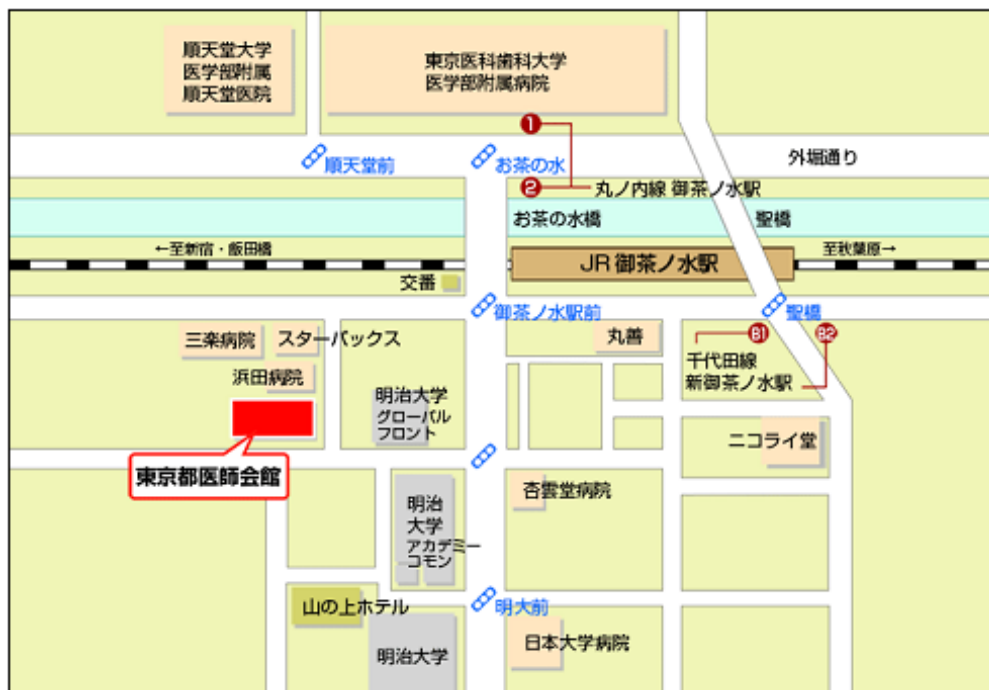 順天堂大学
医学部附属
順天堂医院
東京医科歯科大学
医学部附属病院
1
順天堂前
お茶の水
外堀通り
2
丸ノ内線 御茶ノ水駅
お茶の水橋
聖橋
←至新宿・飯田橋
JR 御茶ノ水駅
至秋葉原→
交番
御茶ノ水駅前
聖橋
三楽病院
スターバックス
丸善
B1
B2
千代田線
新御茶ノ水駅
浜田病院
明治大学
グローバル
フロント
ニコライ堂
東京都医師会館
明治
大学
アカデミー
コモン
杏雲堂病院
山の上ホテル
明大前
明治大学
日本大学病院